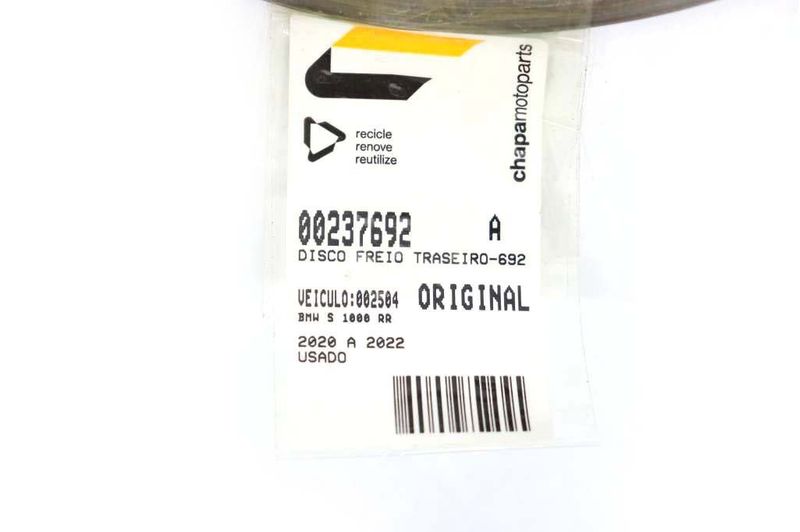 chapamotoparts
recicle
renove
reutilize
00237692 A
DISCO FREIO TRASEIRO-692
VEICULO:002504 ORIGINAL
BMW S 1000 RR
2020 A 2022
USADO